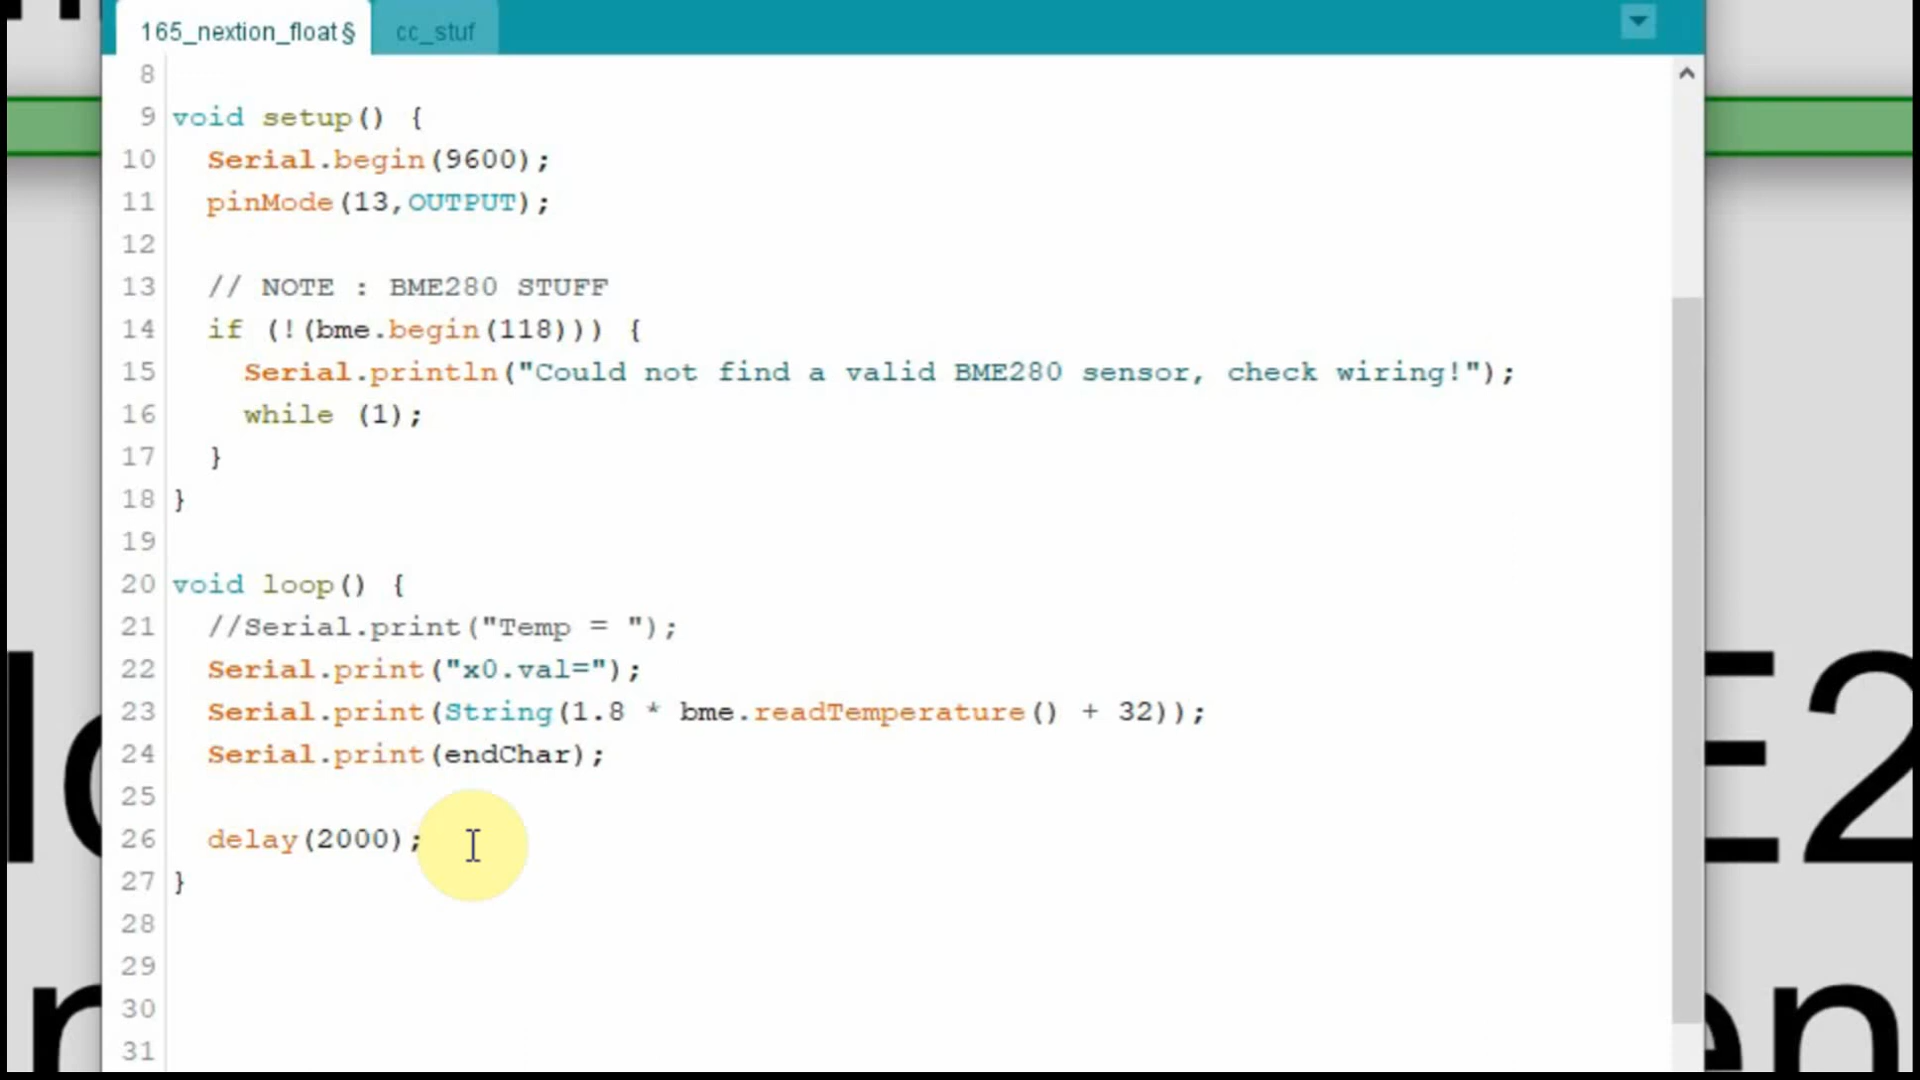 165_nextion_float§ cc_stuf
8
9 void setup() {
10 Serial.begin(9600);
11 pinMode(13,OUTPUT);
12
13 // NOTE : BME280 STUFF
14 if (!(bme.begin(118))) {
15 Serial.println("Could not find a valid BME280 sensor, check wiring!");
16 while (1);
17 }
18 }
19
20 void loop() {
21 //Serial.print("Temp = ");
22 Serial.print("x0.val=");
23 Serial.print(String(1.8 * bme.readTemperature() + 32));
24 Serial.print(endChar);
25
26 delay(2000);
27 }
28
29
30
31